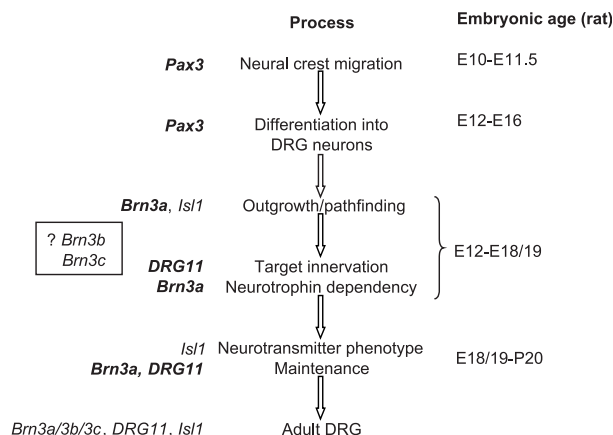 Process Embryonic age (rat)
Pax3 Neural crest migration E10-E11.5
Pax3 Differentiation into E12-E16
DRG neurons
Brn3a, Isl1 Outgrowth/pathfinding
? Brn3b
Brn3c
E12-E18/19
DRG11 Target innervation
Brn3a Neurotrophin dependency
Isl1 Neurotransmitter phenotype
Brn3a, DRG11 Maintenance
E18/19-P20
Brn3a/3b/3c, DRG11, Isl1 Adult DRG